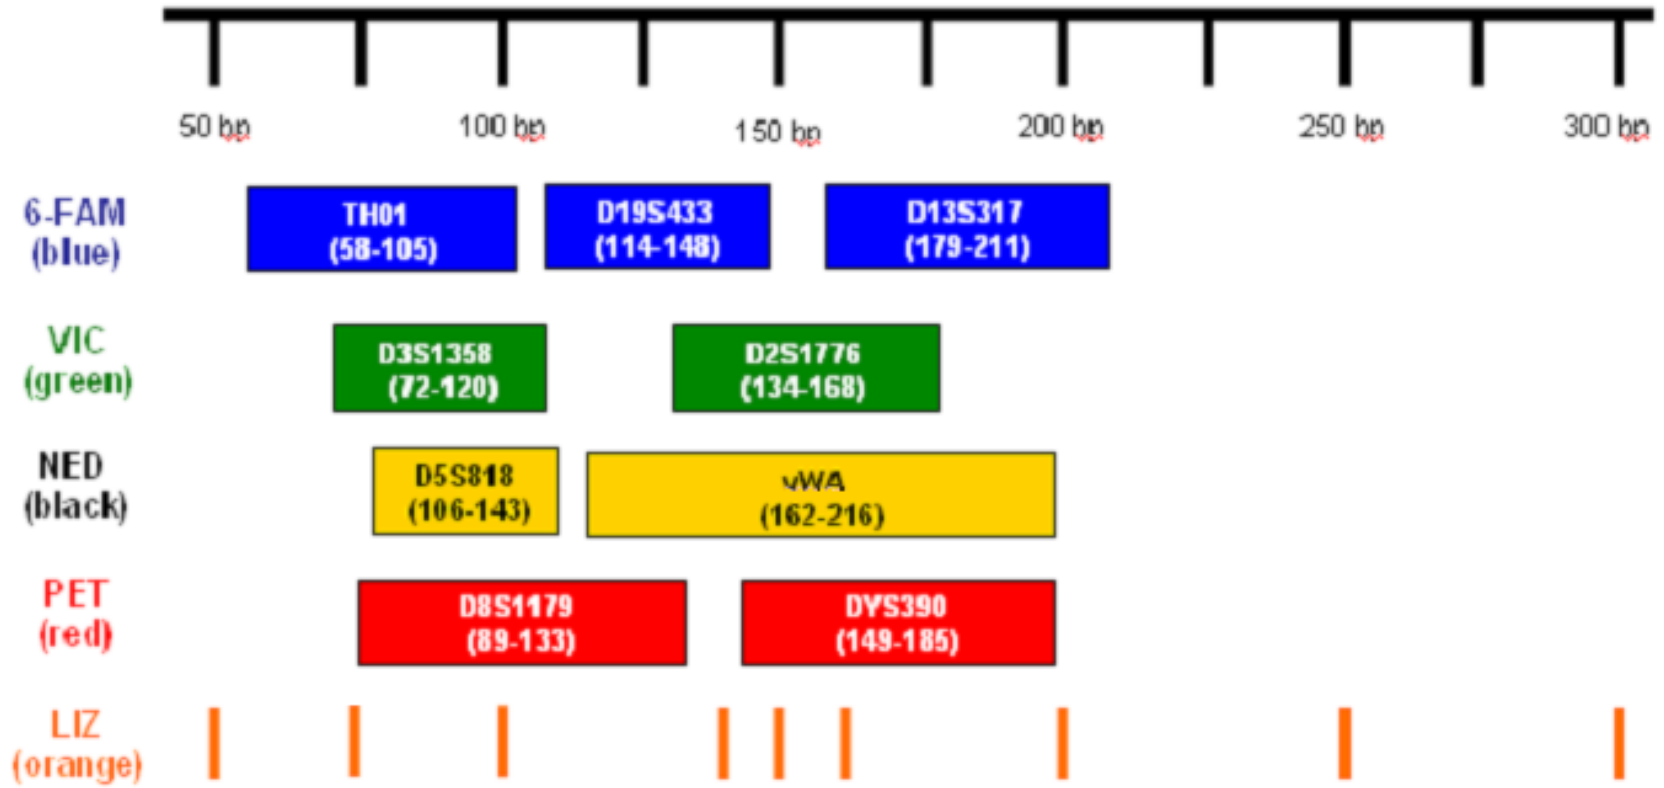 50 bp 100 bp 150 bp 200 bp 250 bp 300 bp
6-FAM
(blue)
TH01
(58-105)
D19S433
(114-148)
D13S317
(179-211)
VIC
(green)
D3S1358
(72-120)
D2S1776
(134-168)
NED
(black)
D5S818
(106-143)
vWA
(162-216)
PET
(red)
D8S1179
(89-133)
DYS390
(149-185)
LIZ
(orange)